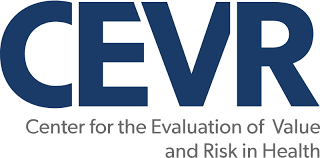 CEVR
Center for the Evaluation of Value
and Risk in Health